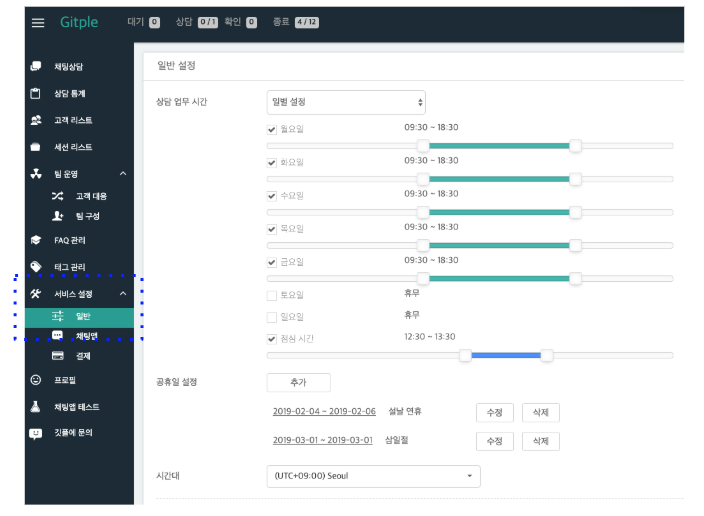 Gitple 대기 0 상담 0/1 확인 0 종료 4/12
채팅상담
상담 통계
고객 리스트
세션 리스트
팀 운영
고객 대응
팀 구성
FAQ 관리
태그 관리
서비스 설정
일반
채팅앱
결제
프로필
채팅앱 테스트
깃플에 문의
일반 설정
상담 업무 시간 일별 설정
월요일 09:30 ~ 18:30
화요일 09:30 ~ 18:30
수요일 09:30 ~ 18:30
목요일 09:30 ~ 18:30
금요일 09:30 ~ 18:30
토요일 휴무
일요일 휴무
점심 시간 12:30 ~ 13:30
공휴일 설정 추가
2019-02-04 ~ 2019-02-06 설날 연휴 수정 삭제
2019-03-01 ~ 2019-03-01 삼일절 수정 삭제
시간대 (UTC+09:00) Seoul